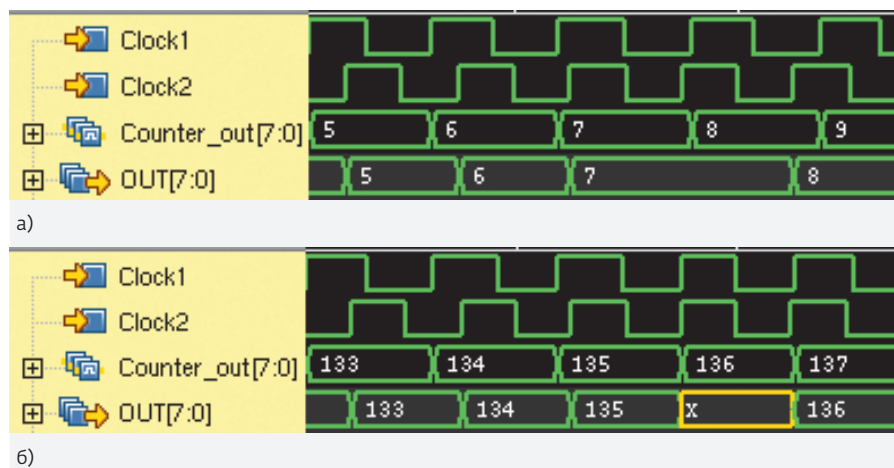 Clock1
Clock2
Counter_out[7:0] 5 6 7 8 9
OUT[7:0] 5 6 7 8
а)
Clock1
Clock2
Counter_out[7:0] 133 134 135 136 137
OUT[7:0] 133 134 135 x 136
б)